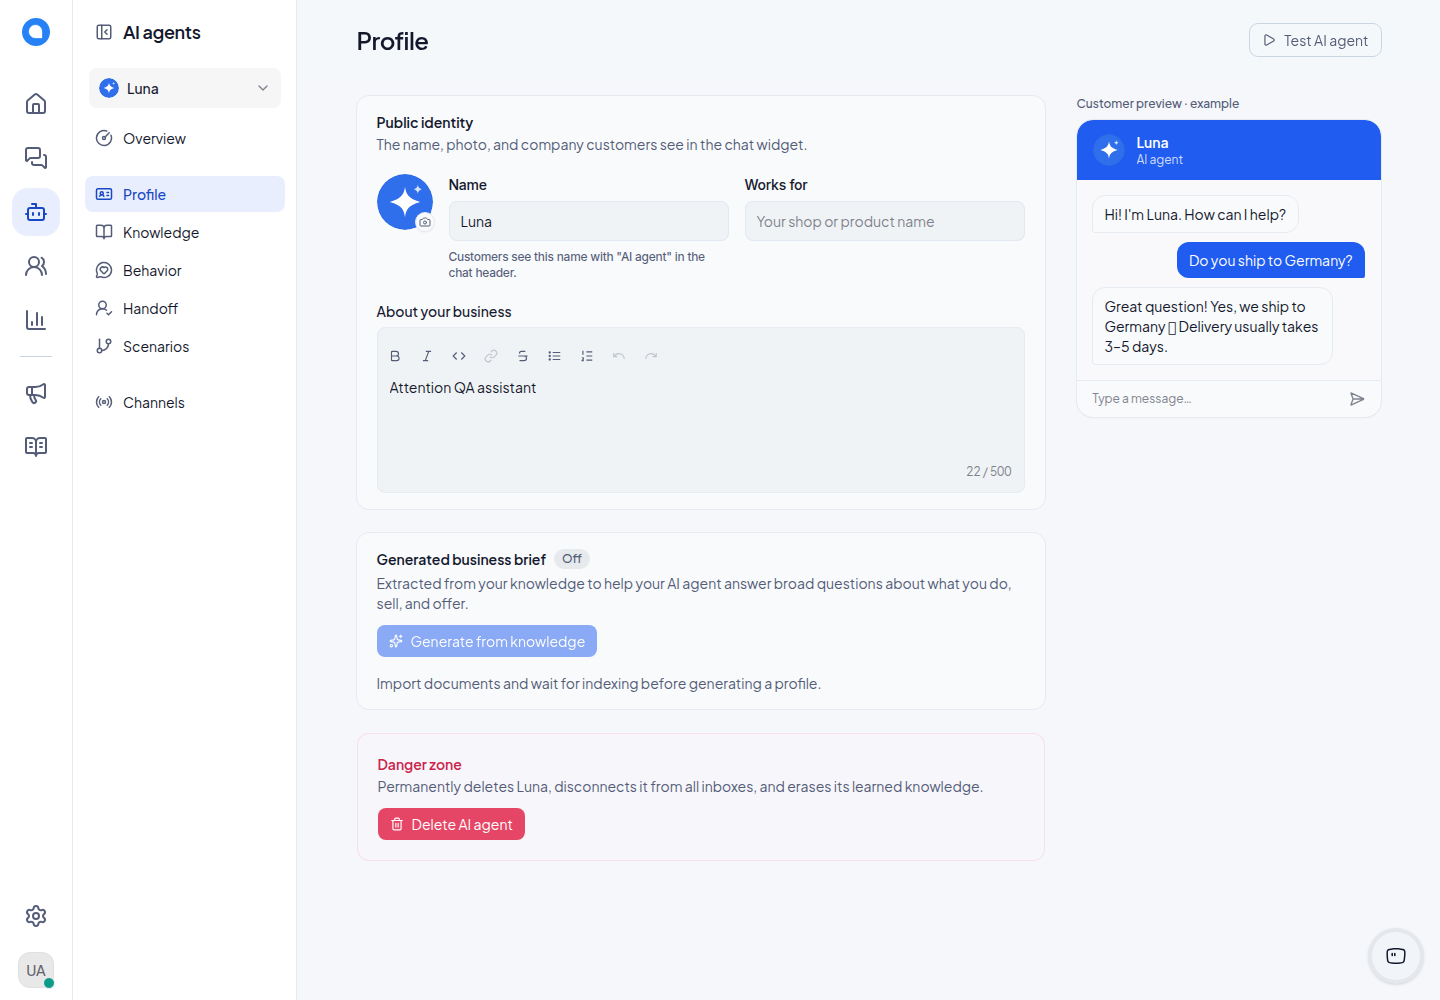 AI agents
Luna
Overview
Profile
Knowledge
Behavior
Handoff
Scenarios
Channels
UA
Profile
Test AI agent
Public identity
The name, photo, and company customers see in the chat widget.
Name
Works for
Luna
Your shop or product name
Customers see this name with "AI agent" in the
chat header.
About your business
Attention QA assistant
22 / 500
Generated business brief
Off
Extracted from your knowledge to help your AI agent answer broad questions about what you do,
sell, and offer.
Generate from knowledge
Import documents and wait for indexing before generating a profile.
Danger zone
Permanently deletes Luna, disconnects it from all inboxes, and erases its learned knowledge.
Delete AI agent
Customer preview · example
Luna
AI agent
Hi! I'm Luna. How can I help?
Do you ship to Germany?
Great question! Yes, we ship to
Germany ▯ Delivery usually takes
3–5 days.
Type a message…